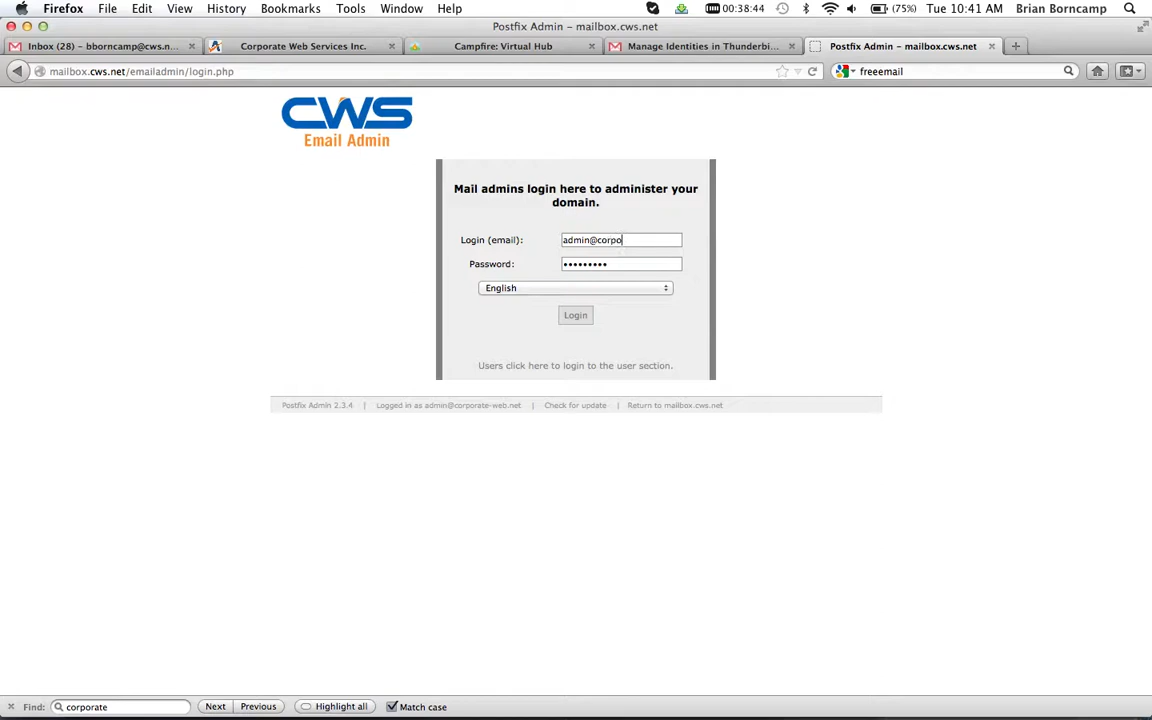 Firefox File Edit View History Bookmarks Tools Window Help 00:38:44 (75%) Tue 10:41 AM Brian Borncamp
Postfix Admin – mailbox.cws.net
Inbox (28) – bborncamp@cws.n... Corporate Web Services Inc. Campfire: Virtual Hub Manage Identities in Thunderbi... Postfix Admin – mailbox.cws.net
mailbox.cws.net/emailadmin/login.php freeemail
CWS
Email Admin
Mail admins login here to administer your
domain.
Login (email): admin@corpo
Password: •••••••••
English
Login
Users click here to login to the user section.
Postfix Admin 2.3.4 | Logged in as admin@corporate-web.net | Check for update | Return to mailbox.cws.net
Find: corporate Next Previous Highlight all Match case